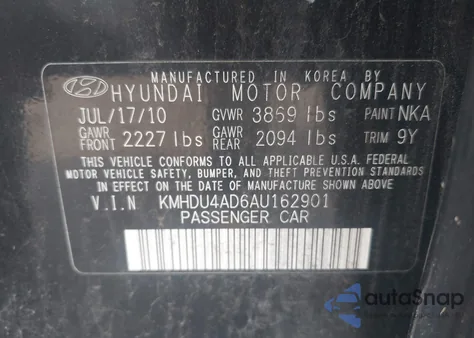 MANUFACTURED IN KOREA BY
HYUNDAI MOTOR COMPANY
JUL/17/10 GVWR 3869 lbs PAINT NKA
GAWR FRONT 2227 lbs GAWR REAR 2094 lbs TRIM 9Y
THIS VEHICLE CONFORMS TO ALL APPLICABLE U.S.A. FEDERAL
MOTOR VEHICLE SAFETY, BUMPER, AND THEFT PREVENTION STANDARDS
IN EFFECT ON THE DATE OF MANUFACTURE SHOWN ABOVE.
V.I.N KMHDU4AD6AU162901
PASSENGER CAR
autoSnap